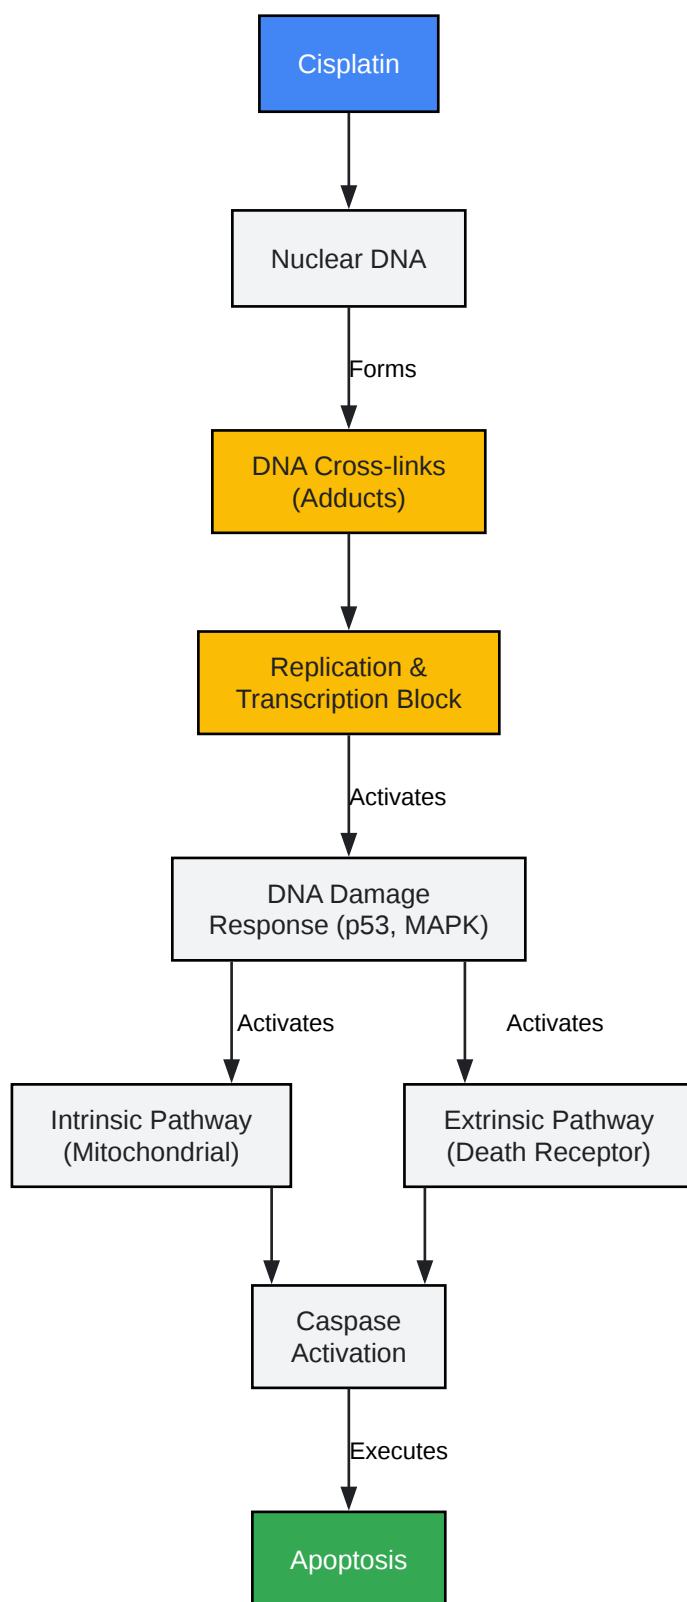 Cisplatin
Nuclear DNA
Forms
DNA Cross-links
(Adducts)
Replication &
Transcription Block
Activates
DNA Damage
Response (p53, MAPK)
Activates
Activates
Intrinsic Pathway
(Mitochondrial)
Extrinsic Pathway
(Death Receptor)
Caspase
Activation
Executes
Apoptosis